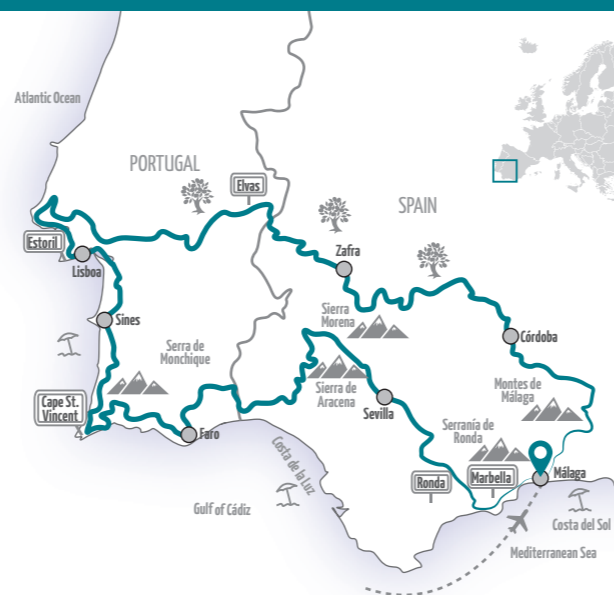 Atlantic Ocean
PORTUGAL
Elvas
SPAIN
Estoril
Lisboa
Zafra
Sines
Sierra
Morena
Córdoba
Serra de
Monchique
Sierra de
Aracena
Montes de
Málaga
Cape St.
Vincent
Sevilla
Serranía de
Ronda
Faro
Costa de la Luz
Ronda
Marbella
Málaga
Gulf of Cádiz
Costa del Sol
Mediterranean Sea